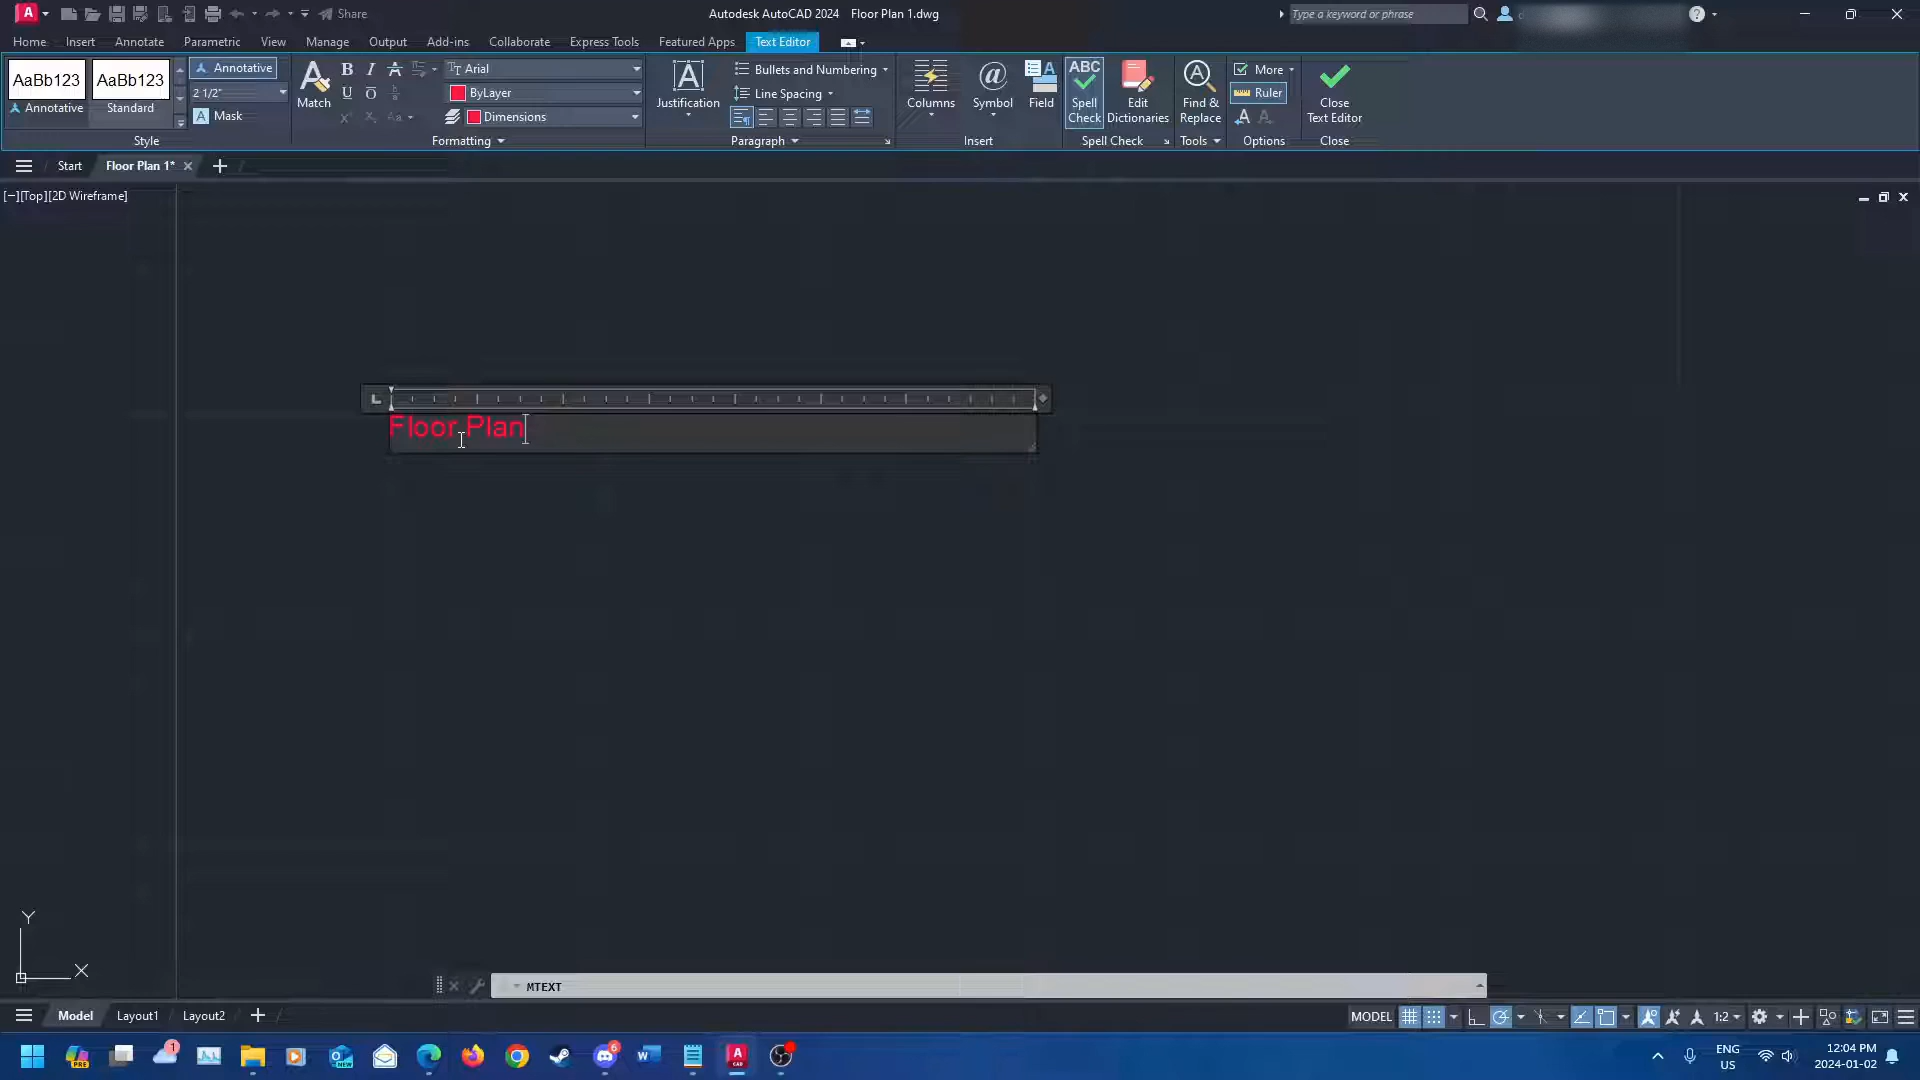 Share
Autodesk AutoCAD 2024 Floor Plan 1.dwg
Type a keyword or phrase
Home Insert Annotate Parametric View Manage Output Add-ins Collaborate Express Tools Featured Apps Text Editor
AaBb123 AaBb123
Annotative Standard
Annotative
2 1/2"
Mask
Style
Match
Arial
ByLayer
Dimensions
Formatting
Justification
Bullets and Numbering
Line Spacing
Paragraph
Columns
Symbol
Field
Insert
ABC
Spell
Check
Edit
Dictionaries
Spell Check
Find &
Replace
Tools
More
Ruler
Options
Close
Text Editor
Close
Start Floor Plan 1*
[−][Top][2D Wireframe]
Floor Plan
Y
X
MTEXT
Model Layout1 Layout2
MODEL
1:2
ENG
US
12:04 PM
2024-01-02